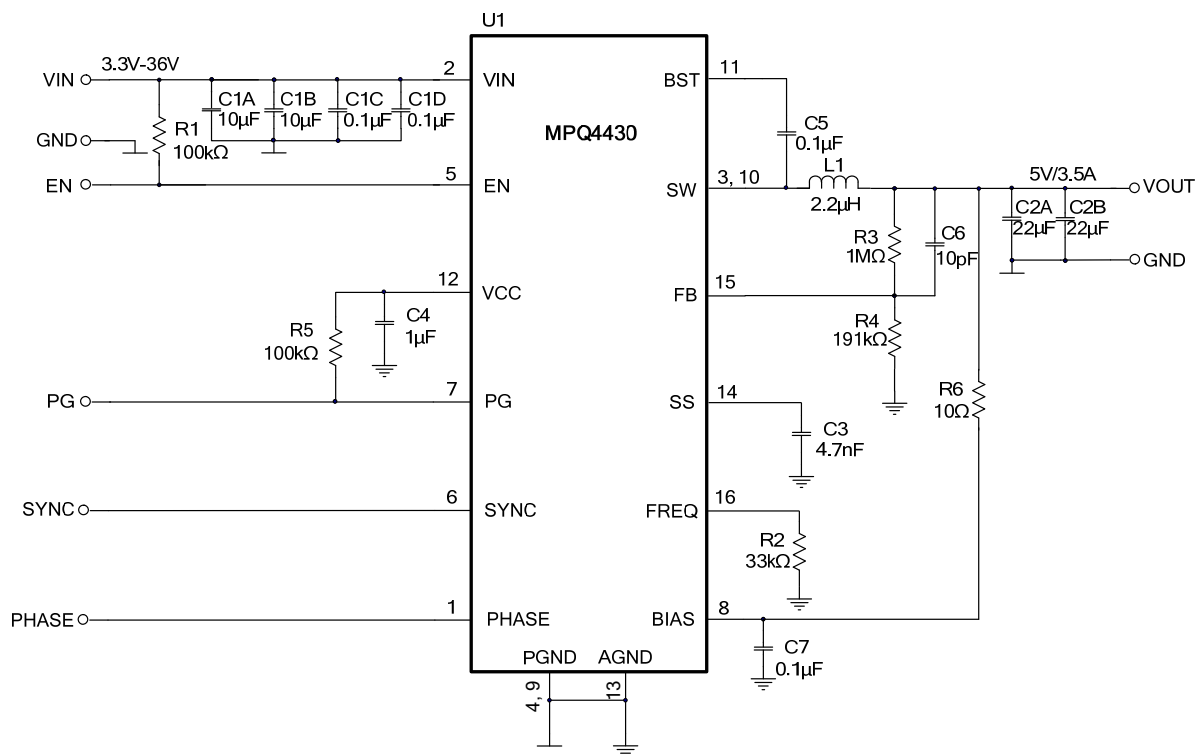 U1
VIN
3.3V-36V
2
VIN
C1A
10µF
C1B
10µF
C1C
0.1µF
C1D
0.1µF
GND
R1
100kΩ
EN
5
EN
MPQ4430
BST
11
C5
0.1µF
SW
3, 10
L1
2.2µH
5V/3.5A
VOUT
C2A
22µF
C2B
22µF
GND
R3
1MΩ
C6
10pF
FB
15
R4
191kΩ
12
VCC
R5
100kΩ
C4
1µF
PG
7
PG
SS
14
C3
4.7nF
R6
10Ω
SYNC
6
SYNC
FREQ
16
R2
33kΩ
PHASE
1
PHASE
BIAS
8
C7
0.1µF
PGND
AGND
4, 9
13